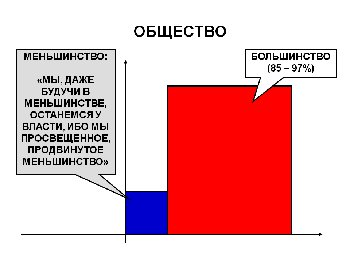 ОБЩЕСТВО
МЕНЬШИНСТВО:
«МЫ, ДАЖЕ
БУДУЧИ В
МЕНЬШИНСТВЕ,
ОСТАНЕМСЯ У
ВЛАСТИ, ИБО МЫ
ПРОСВЕЩЕННОЕ,
ПРОДВИНУТОЕ
МЕНЬШИНСТВО»
БОЛЬШИНСТВО
(85 – 97%)